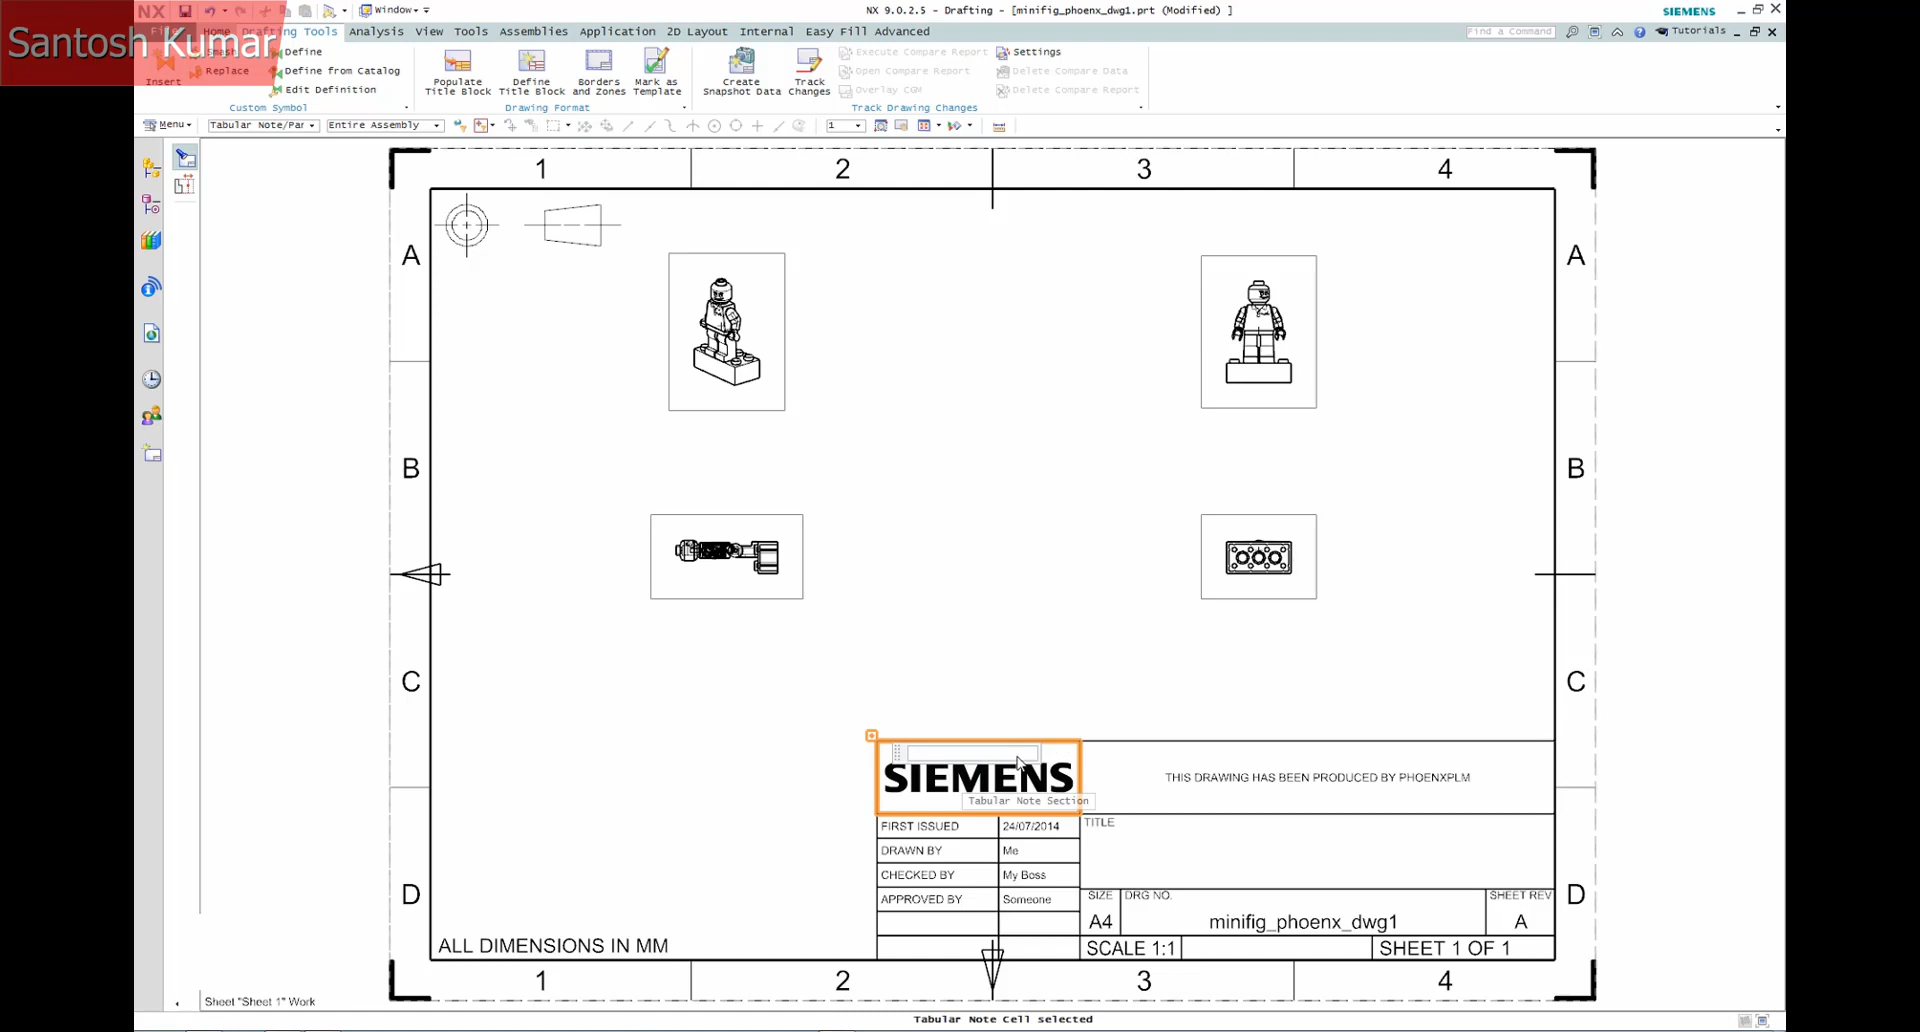 Santosh Kumar
NX
Window
NX 9.0.2.5 - Drafting - [minifig_phoenx_dwg1.prt (Modified) ]
SIEMENS
File
Home
Drafting Tools
Analysis
View
Tools
Assemblies
Application
2D Layout
Internal
Easy Fill Advanced
Find a Command
Tutorials
Insert
Smash
Replace
Define
Define from Catalog
Edit Definition
Custom Symbol
Populate
Title Block
Define
Title Block
Borders
and Zones
Mark as
Template
Drawing Format
Create
Snapshot Data
Track
Changes
Execute Compare Report
Open Compare Report
Overlay CGM
Settings
Delete Compare Data
Delete Compare Report
Track Drawing Changes
Menu
Tabular Note/Par
Entire Assembly
1
1 2 3 4
A A
B B
C C
D D
SIEMENS
Tabular Note Section
THIS DRAWING HAS BEEN PRODUCED BY PHOENXPLM
FIRST ISSUED 24/07/2014
DRAWN BY Me
CHECKED BY My Boss
APPROVED BY Someone
TITLE
SIZE DRG NO. SHEET REV
A4 minifig_phoenx_dwg1 A
SCALE 1:1 SHEET 1 OF 1
ALL DIMENSIONS IN MM
1 2 3 4
Sheet "Sheet 1" Work
Tabular Note Cell selected